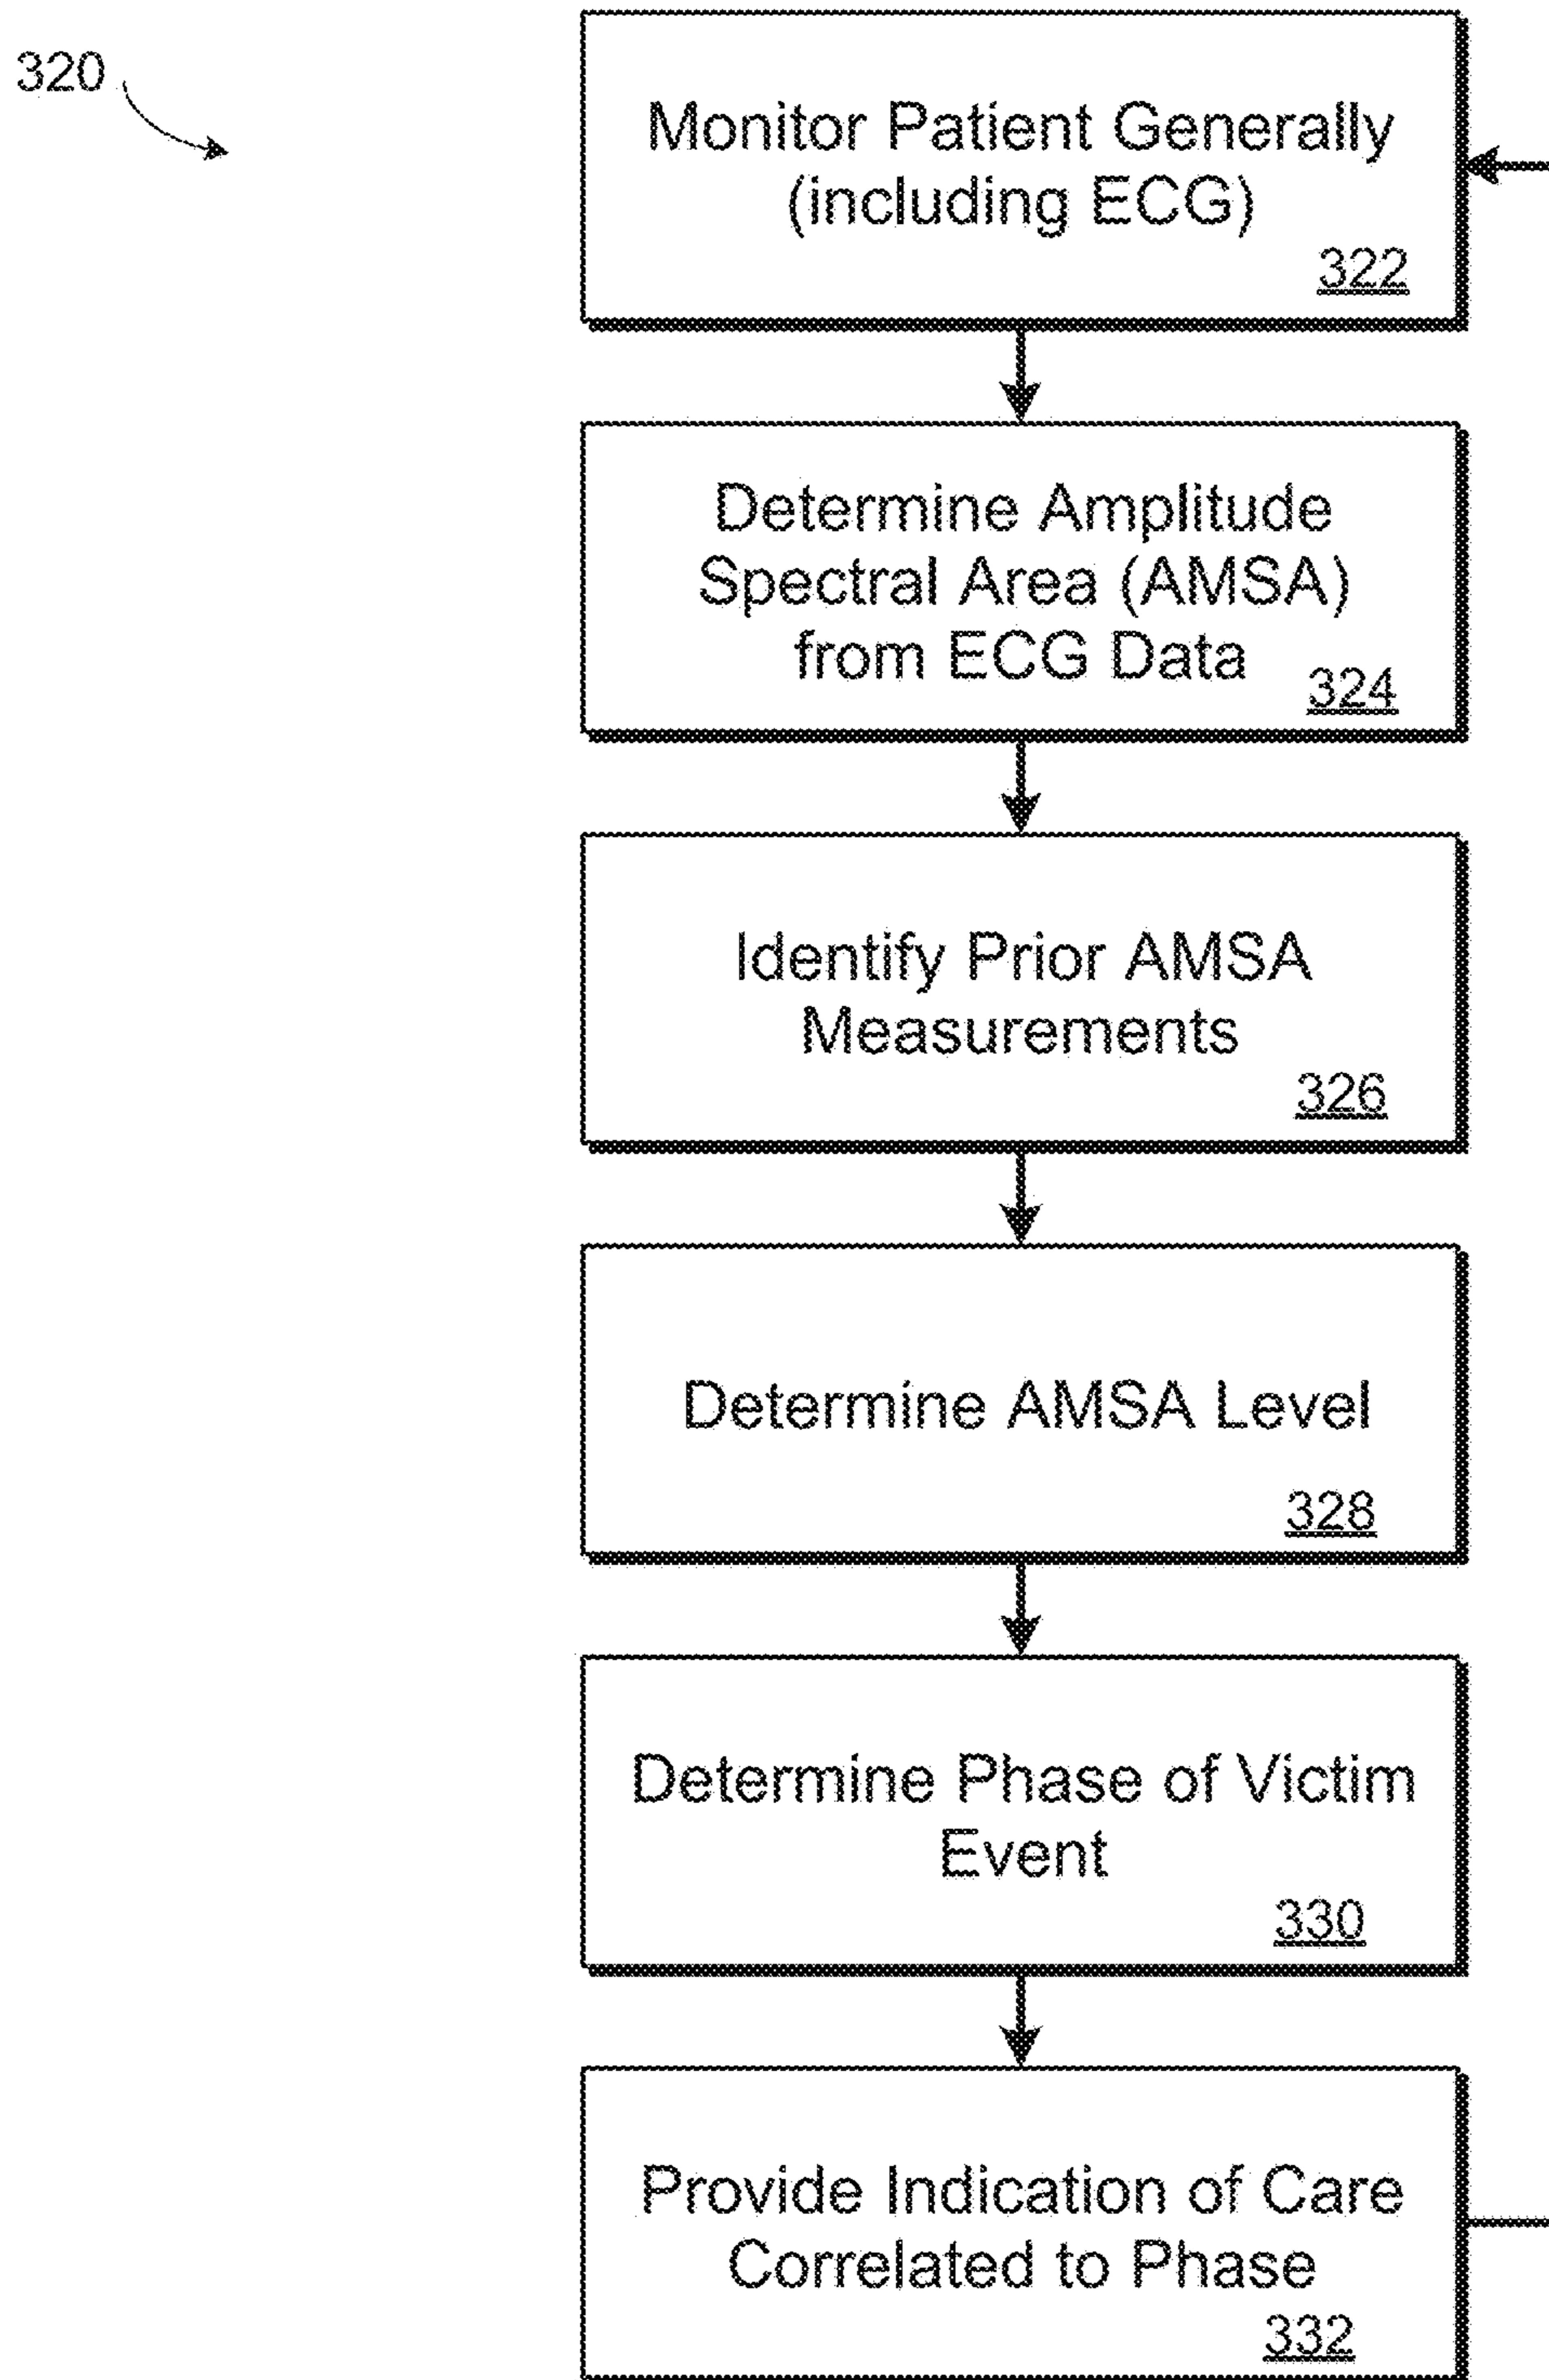 320
Monitor Patient Generally
(including ECG)
322
Determine Amplitude
Spectral Area (AMSA)
from ECG Data
324
Identify Prior AMSA
Measurements
326
Determine AMSA Level
328
Determine Phase of Victim
Event
330
Provide Indication of Care
Correlated to Phase
332